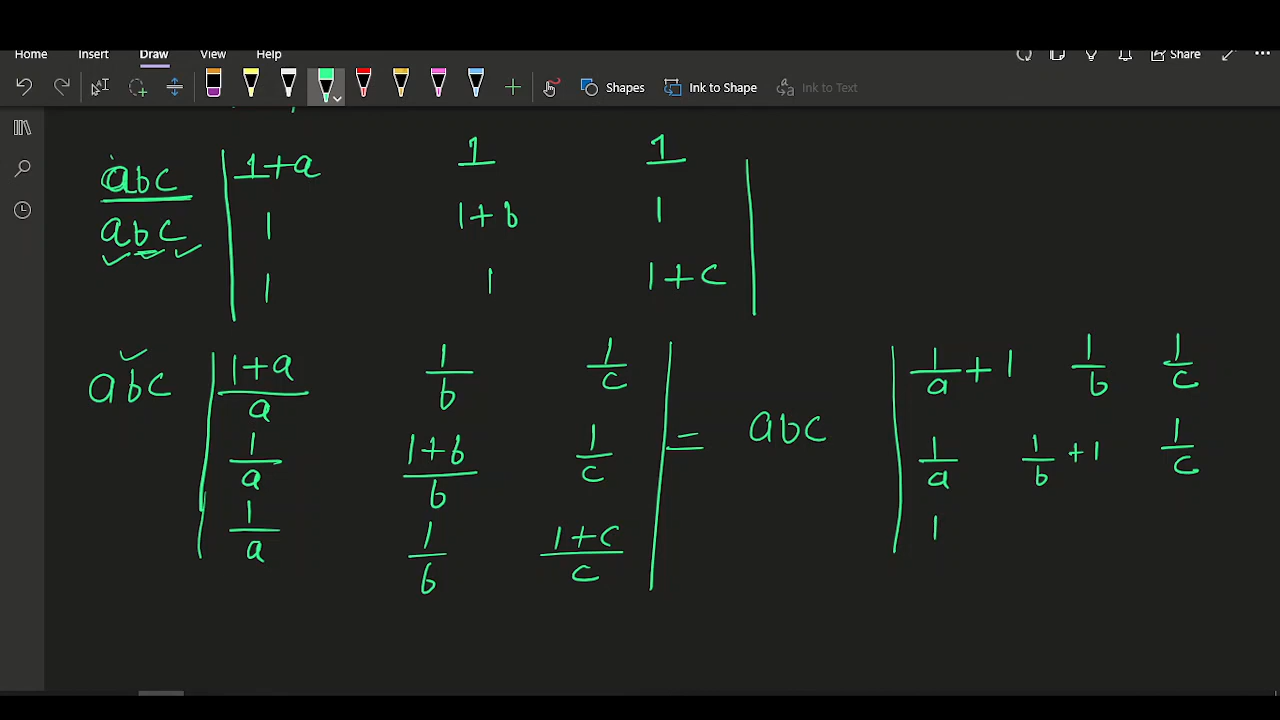 Home Insert Draw View Help Share
Shapes Ink to Shape Ink to Text
abc 1+a 1 1
abc 1 1+b 1
1 1 1+c
abc 1+a/a 1/b 1/c = abc 1/a+1 1/b 1/c
1/a 1+b/b 1/c 1/a 1/b+1 1/c
1/a 1/b 1+c/c 1